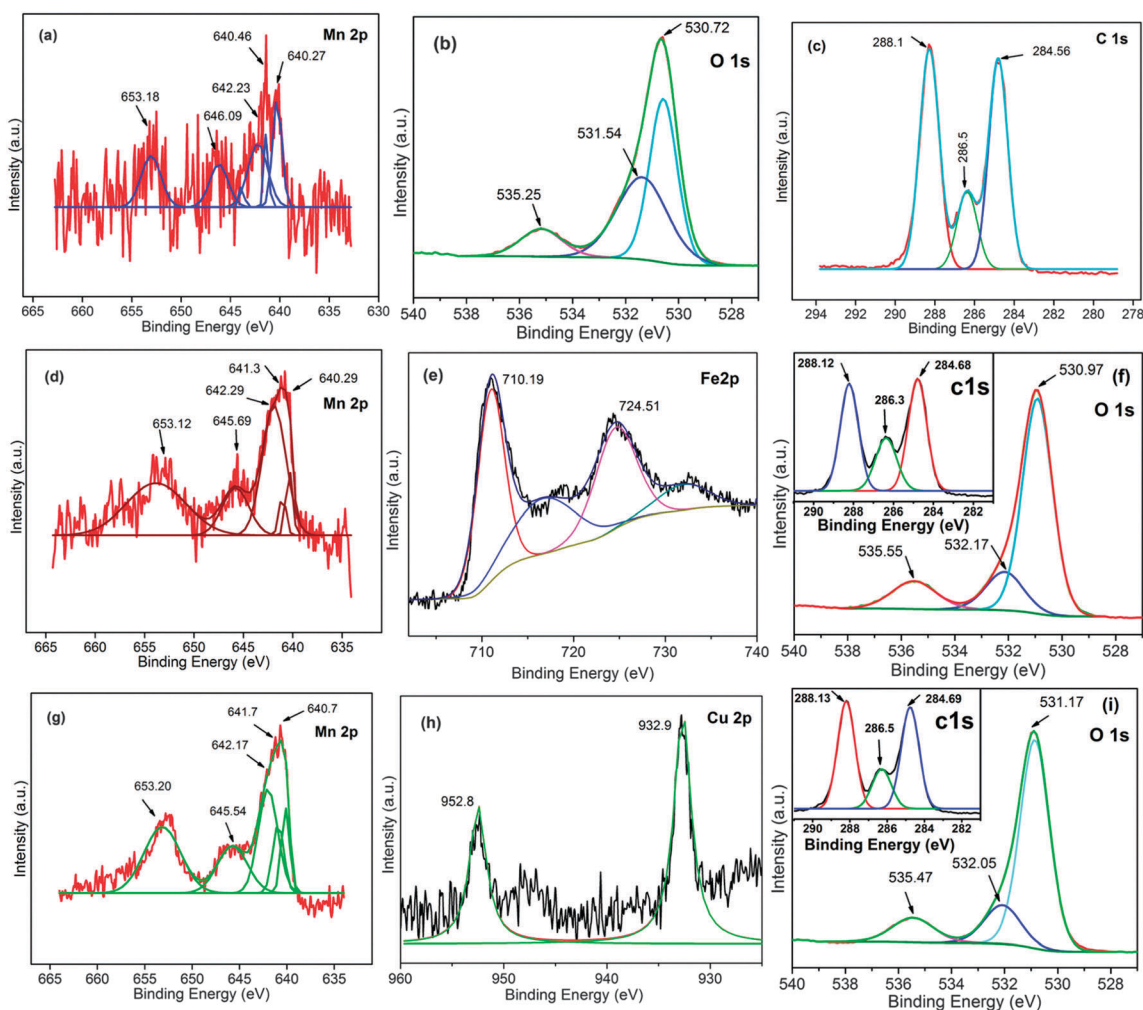 (a)
Mn 2p
640.46
640.27
642.23
653.18
646.09
Intensity (a.u.)
665 660 655 650 645 640 635 630
Binding Energy (eV)
(b)
530.72
O 1s
531.54
535.25
Intensity (a.u.)
540 538 536 534 532 530 528
Binding Energy (eV)
(c)
C 1s
288.1
284.56
286.5
Intensity (a.u.)
294 292 290 288 286 284 282 280 278
Binding Energy (eV)
(d)
641.3
640.29
642.29
Mn 2p
653.12
645.69
Intensity (a.u.)
665 660 655 650 645 640 634
Binding Energy (eV)
(e)
Fe2p
710.19
724.51
Intensity (a.u.)
710 720 730 740
Binding Energy (eV)
288.12
284.68
c1s
286.3
290 288 286 284 282
Binding Energy (eV)
530.97
(f)
O 1s
535.55
532.17
Intensity (a.u.)
540 538 536 534 532 530 528
Binding Energy (eV)
(g)
641.7
640.7
Mn 2p
642.17
653.20
645.54
Intensity (a.u.)
665 660 655 650 645 640 634
Binding Energy (eV)
(h)
932.9
Cu 2p
952.8
Intensity (a.u.)
960 950 940 930
Binding Energy (eV)
288.13
284.69
c1s
286.5
290 288 286 284 282
Binding Energy (eV)
531.17
(i)
O 1s
532.05
535.47
Intensity (a.u.)
540 538 536 534 532 530 528
Binding Energy (eV)